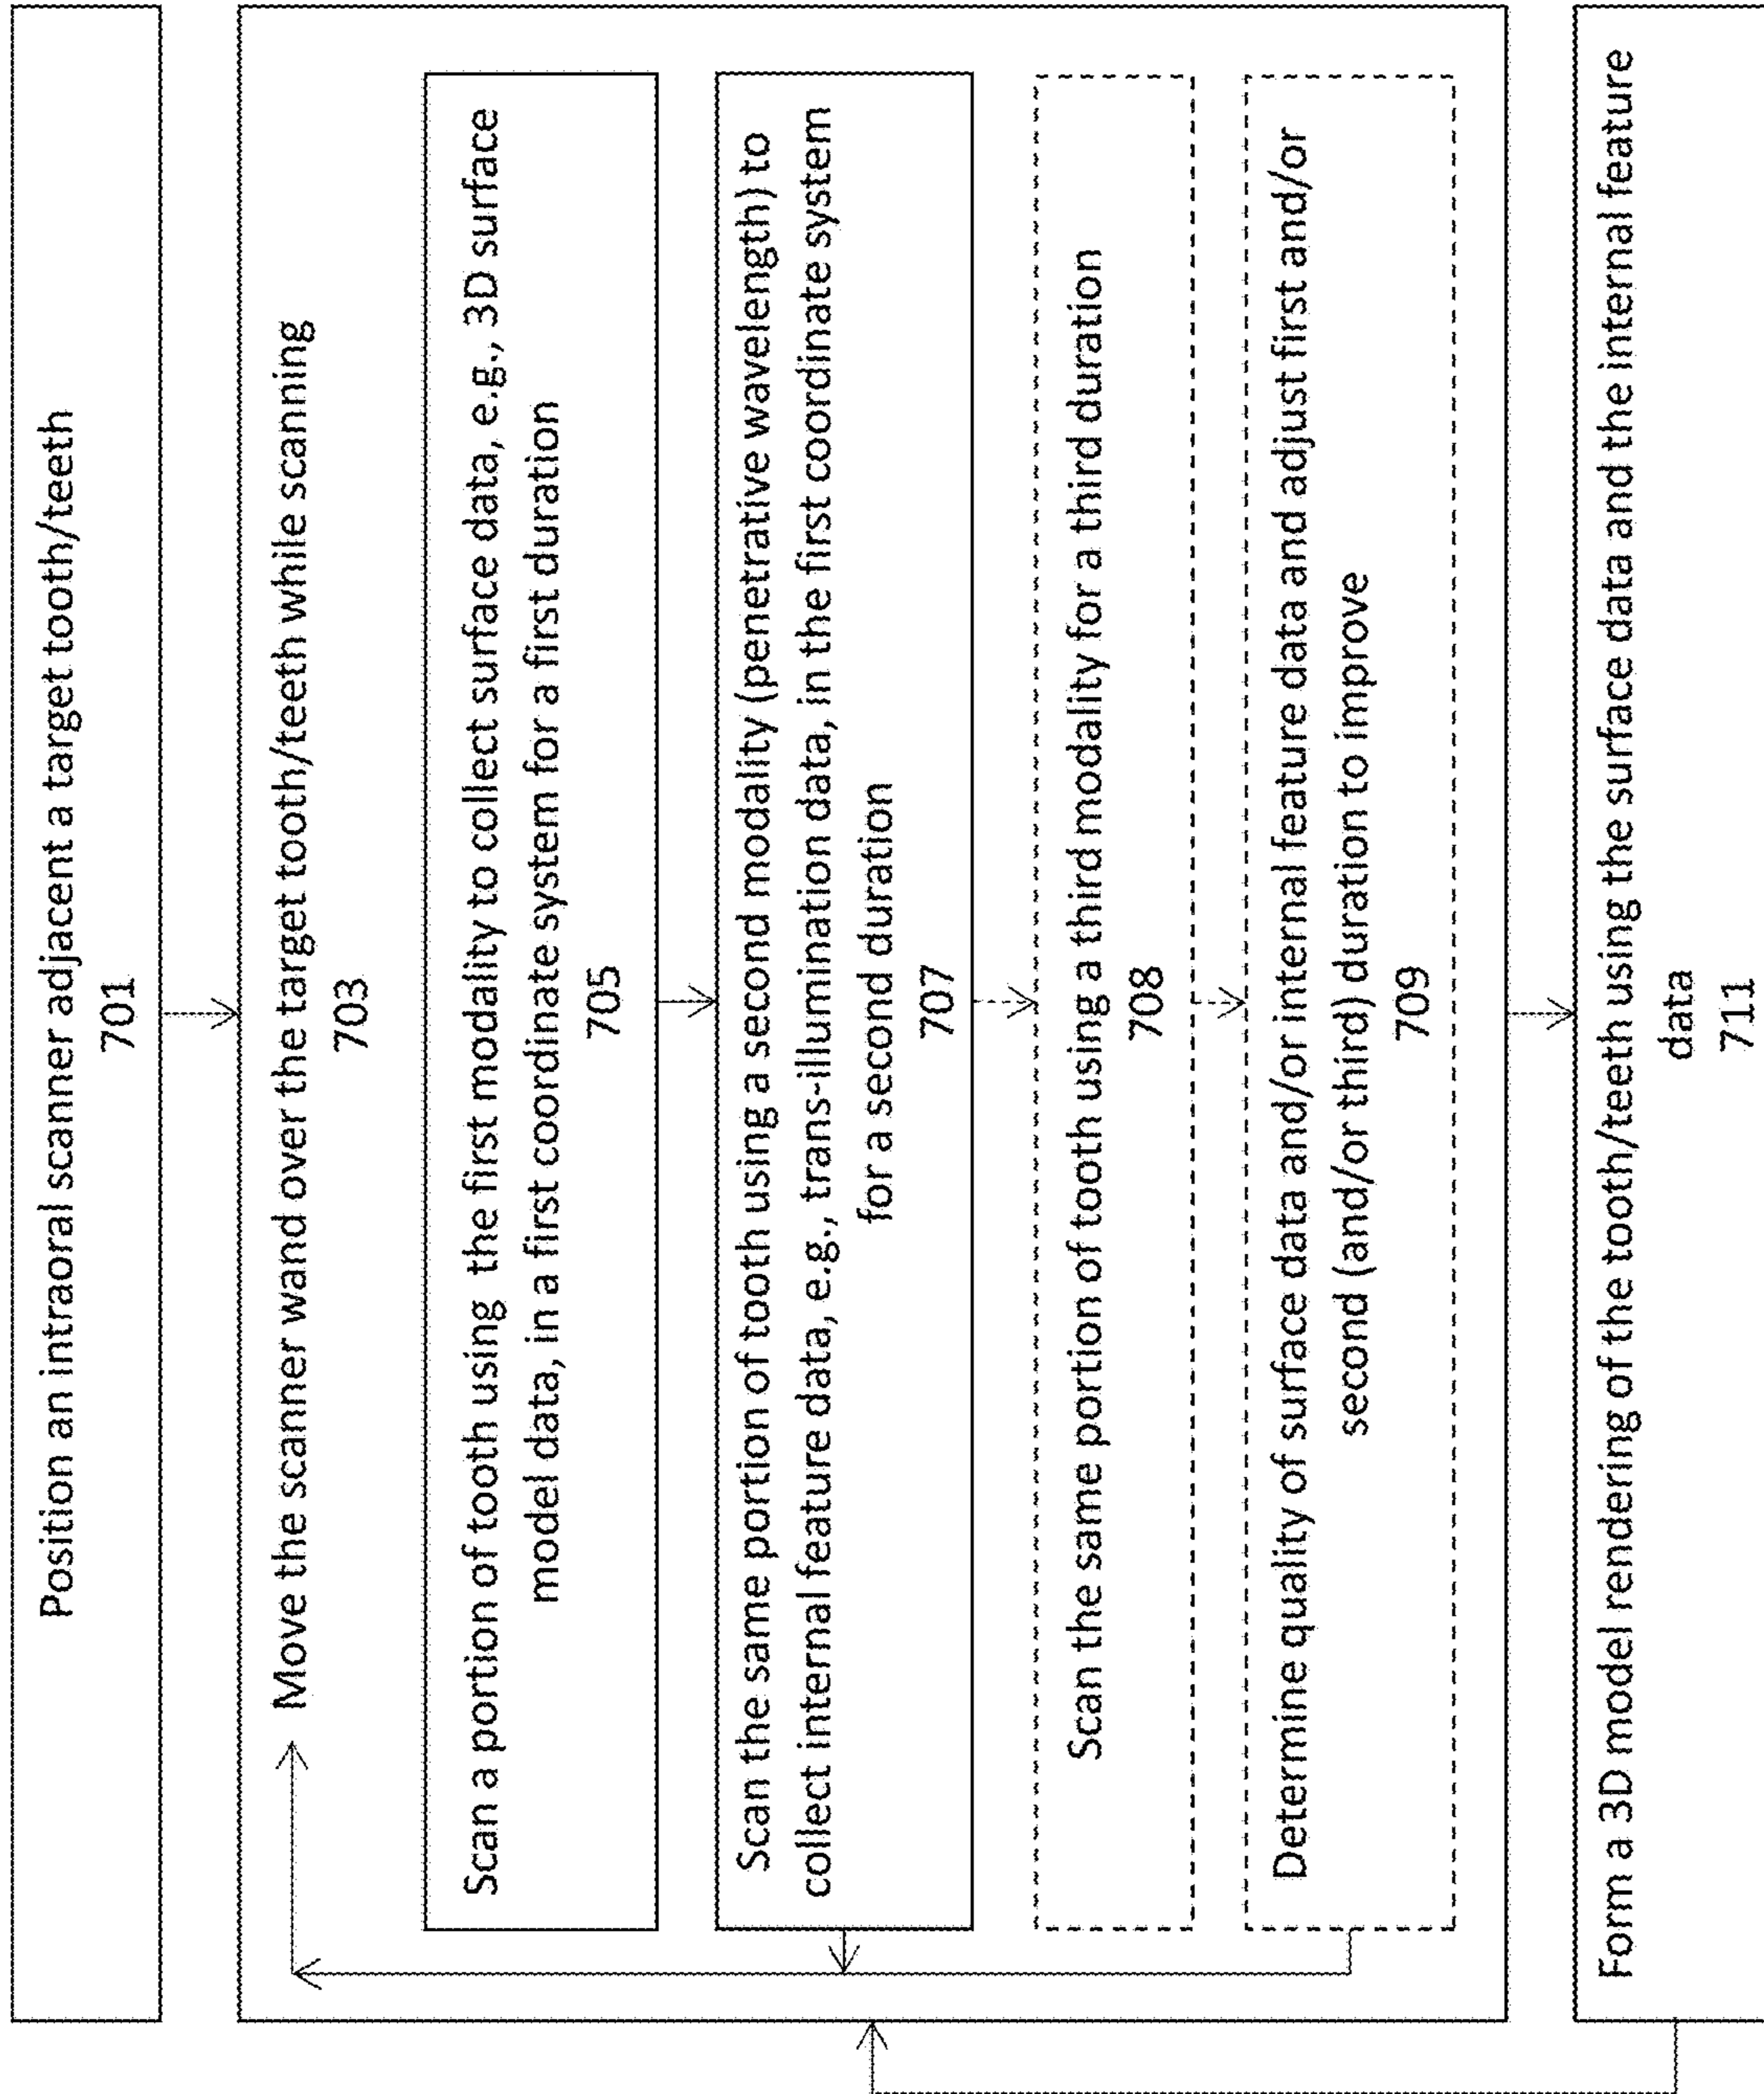 Position an intraoral scanner adjacent a target tooth/teeth
701
Move the scanner wand over the target tooth/teeth while scanning
703
Scan a portion of tooth using the first modality to collect surface data, e.g., 3D surface
model data, in a first coordinate system for a first duration
705
Scan the same portion of tooth using a second modality (penetrative wavelength) to
collect internal feature data, e.g., trans-illumination data, in the first coordinate system
for a second duration
707
Scan the same portion of tooth using a third modality for a third duration
708
Determine quality of surface data and/or internal feature data and adjust first and/or
second (and/or third) duration to improve
709
Form a 3D model rendering of the tooth/teeth using the surface data and the internal feature
data
711